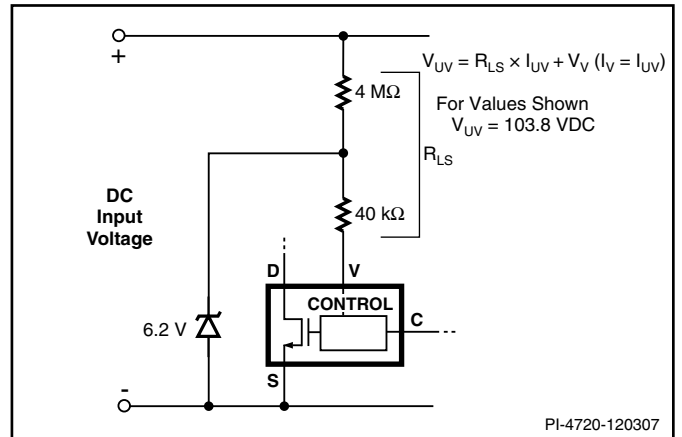 +
V_UV = R_LS × I_UV + V_V (I_V = I_UV)
4 MΩ
For Values Shown
V_UV = 103.8 VDC
R_LS
DC
Input
Voltage
40 kΩ
D
V
CONTROL
C
6.2 V
S
-
PI-4720-120307